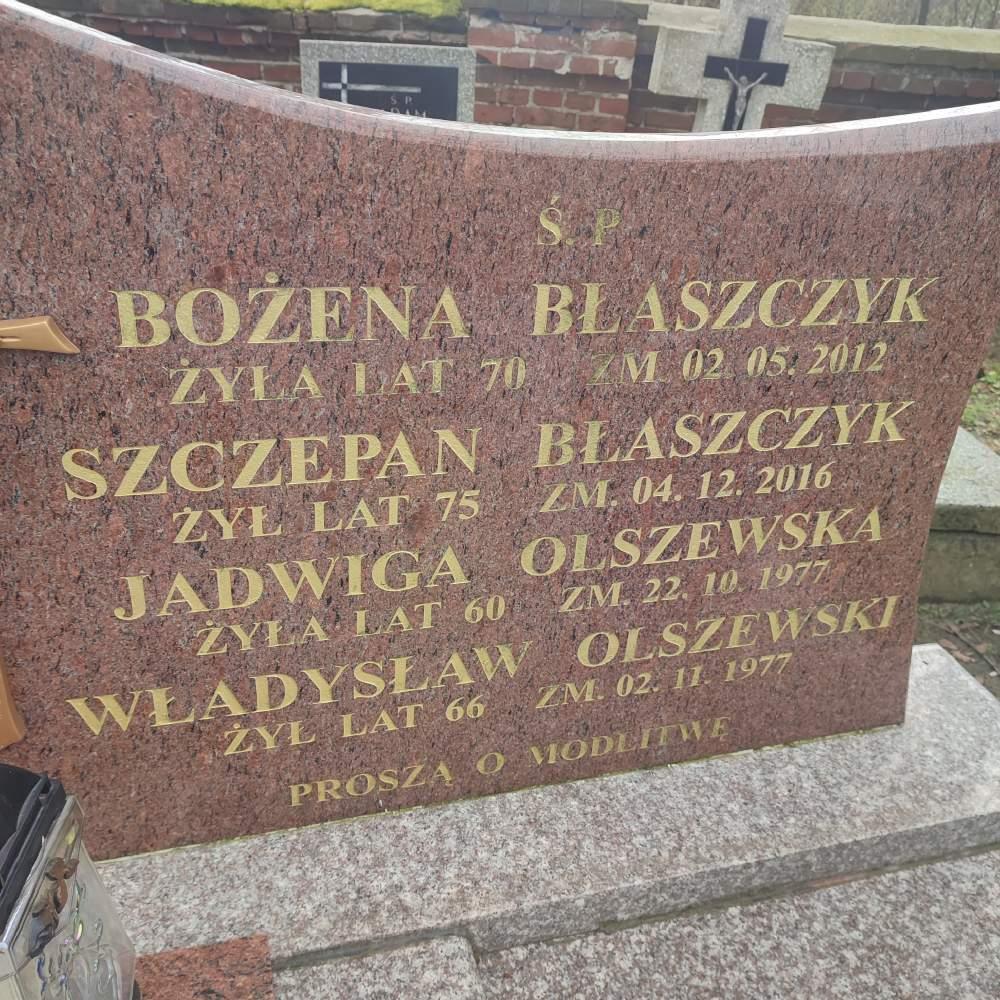 Ś. P.
ADAM
Ś. P
BOŻENA BŁASZCZYK
ŻYŁA LAT 70 ZM. 02. 05. 2012
SZCZEPAN BŁASZCZYK
ŻYŁ LAT 75 ZM. 04. 12. 2016
JADWIGA OLSZEWSKA
ŻYŁA LAT 60 ZM. 22. 10. 1977
WŁADYSŁAW OLSZEWSKI
ŻYŁ LAT 66 ZM. 02. 11. 1977
PROSZĄ O MODLITWĘ